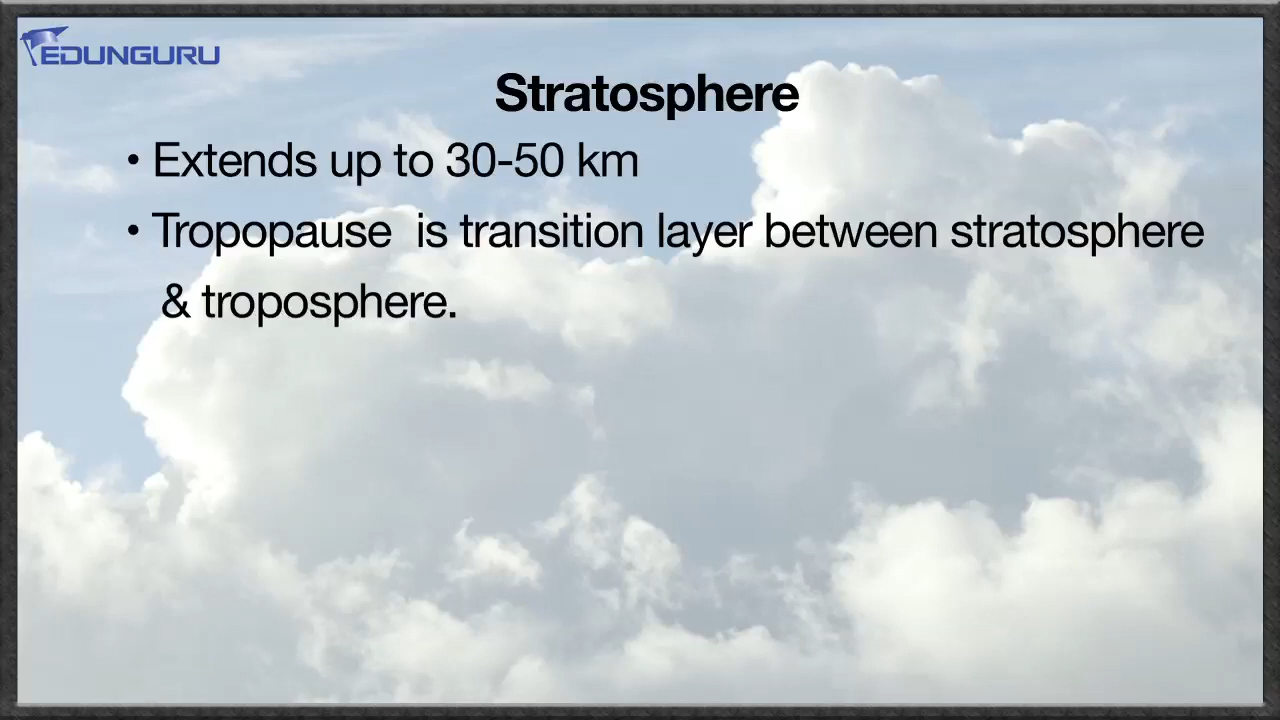 EDUNGURU
Stratosphere
• Extends up to 30-50 km
• Tropopause  is transition layer between stratosphere
& troposphere.